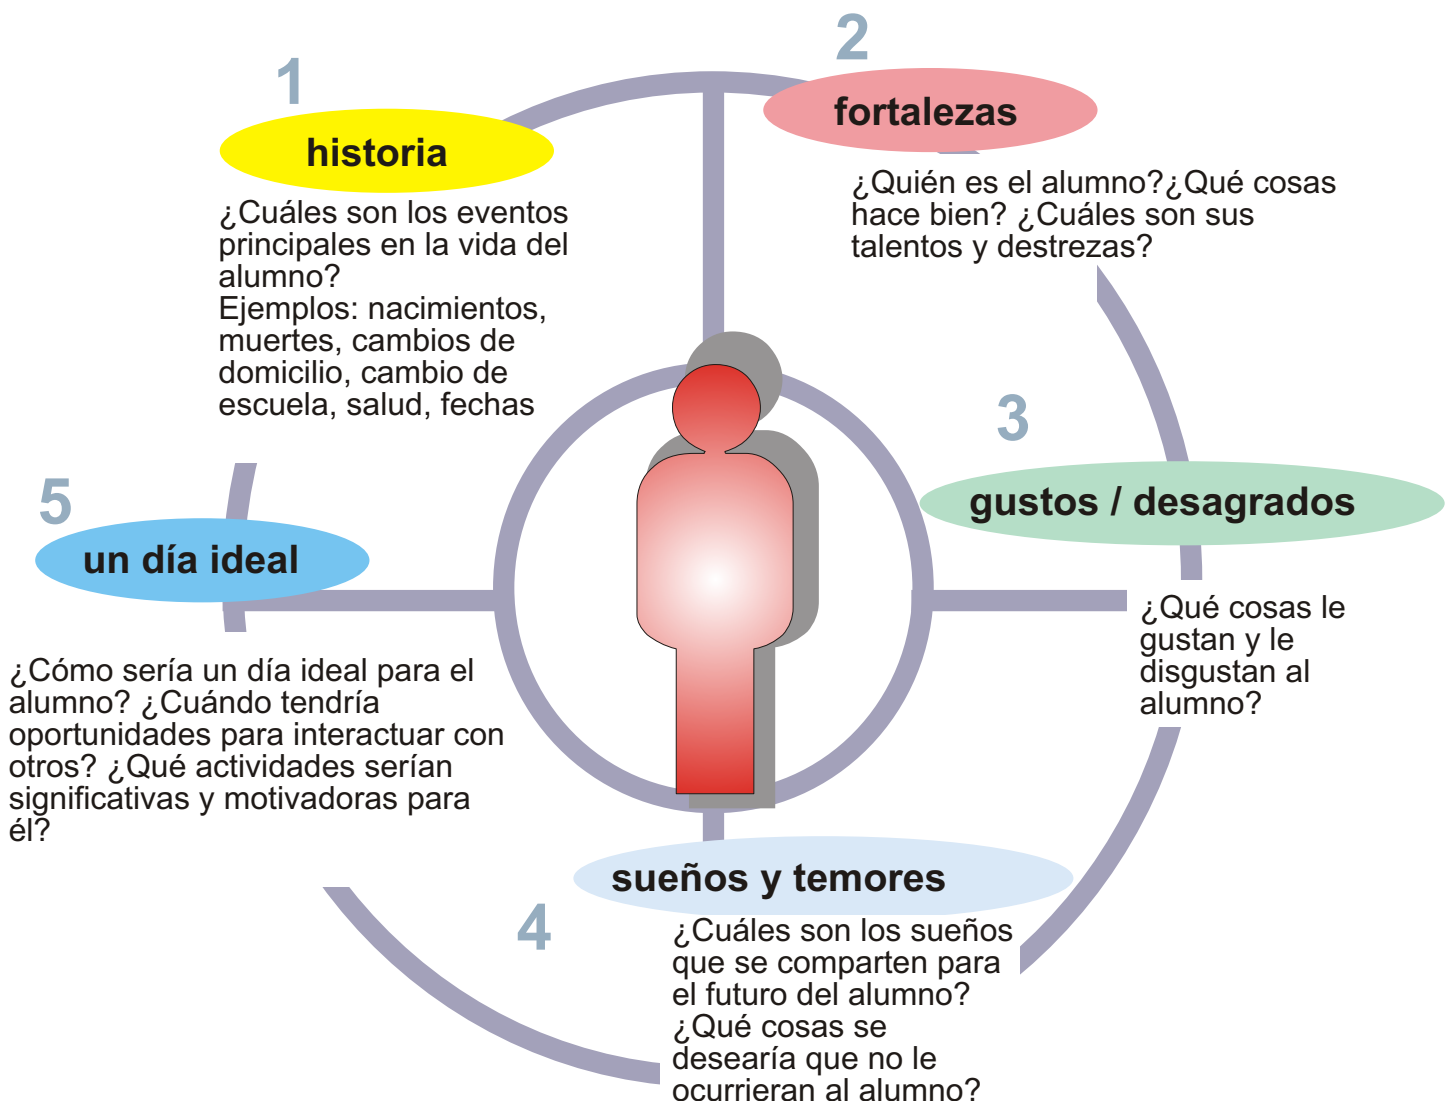 1
historia
¿Cuáles son los eventos
principales en la vida del
alumno?
Ejemplos: nacimientos,
muertes, cambios de
domicilio, cambio de
escuela, salud, fechas
2
fortalezas
¿Quién es el alumno?¿Qué cosas
hace bien? ¿Cuáles son sus
talentos y destrezas?
3
gustos / desagrados
¿Qué cosas le
gustan y le
disgustan al
alumno?
4
sueños y temores
¿Cuáles son los sueños
que se comparten para
el futuro del alumno?
¿Qué cosas se
desearía que no le
ocurrieran al alumno?
5
un día ideal
¿Cómo sería un día ideal para el
alumno? ¿Cuándo tendría
oportunidades para interactuar con
otros? ¿Qué actividades serían
significativas y motivadoras para
él?